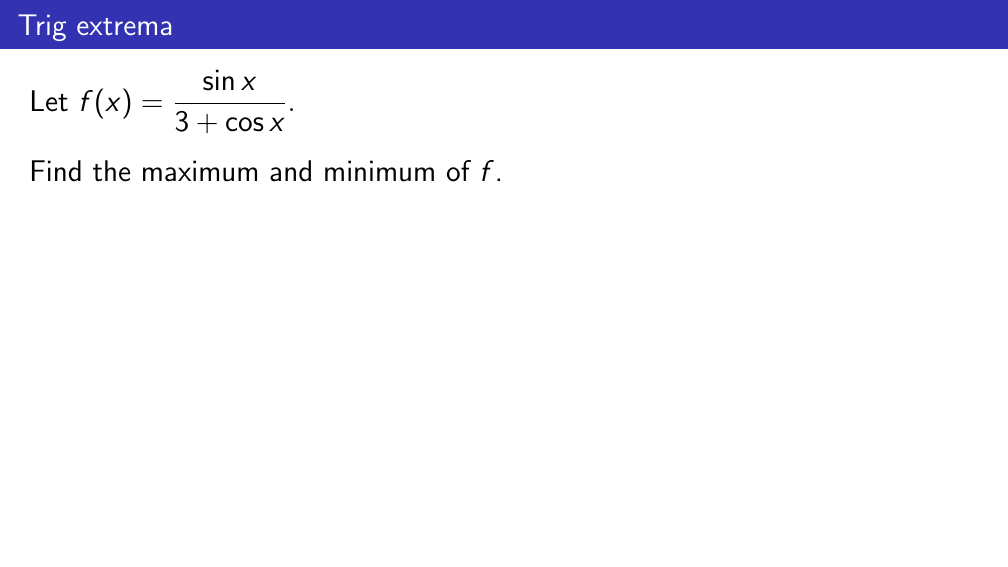 Trig extrema
Let f(x) = sin x / (3 + cos x).
Find the maximum and minimum of f.